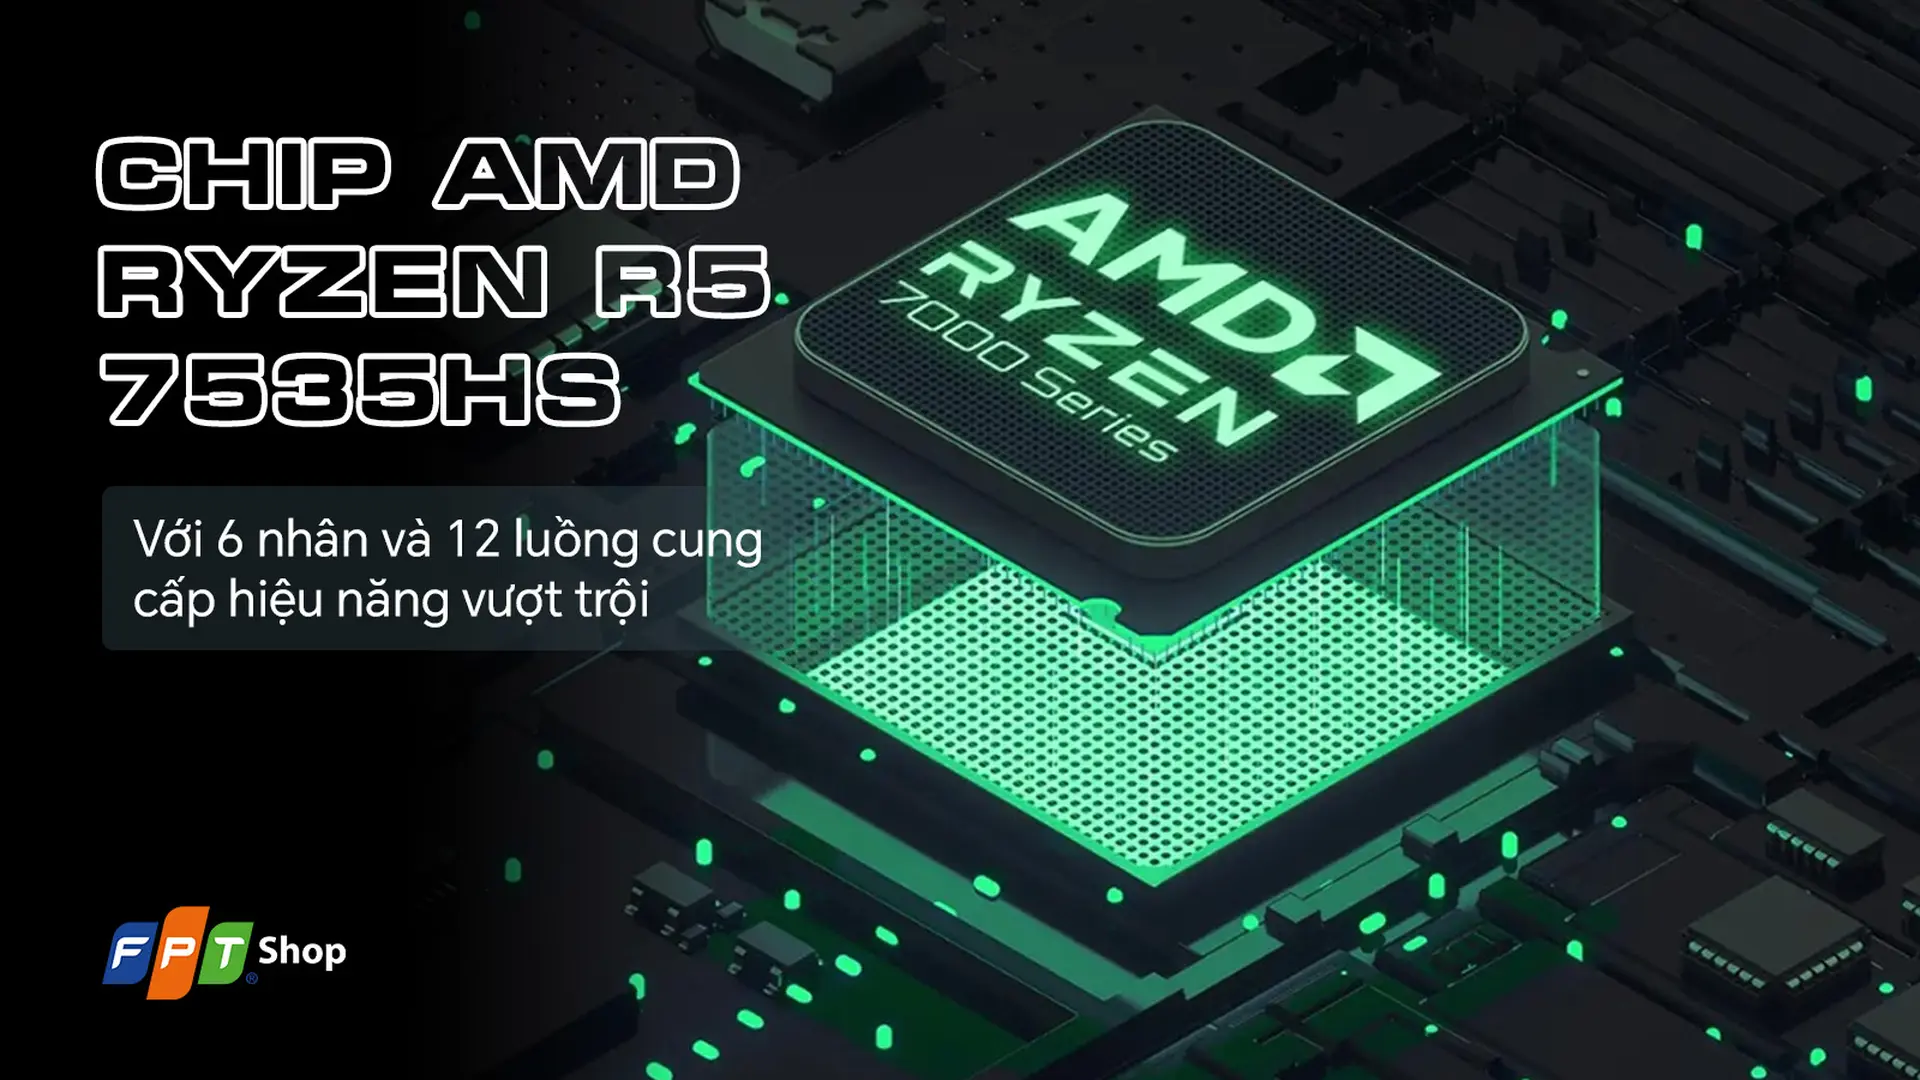 CHIP AMD
RYZEN R5
7535HS
Với 6 nhân và 12 luồng cung
cấp hiệu năng vượt trội
AMD
RYZEN
7000 Series
FPT® Shop